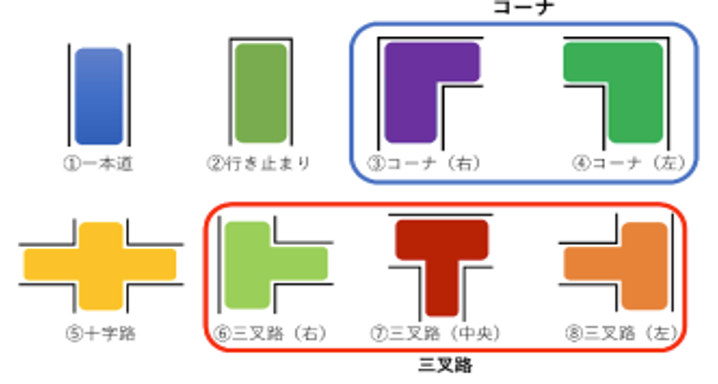 コーナ
①一本道
②行き止まり
③コーナ（右）
④コーナ（左）
⑤十字路
⑥三叉路（右）
⑦三叉路（中央）
⑧三叉路（左）
三叉路